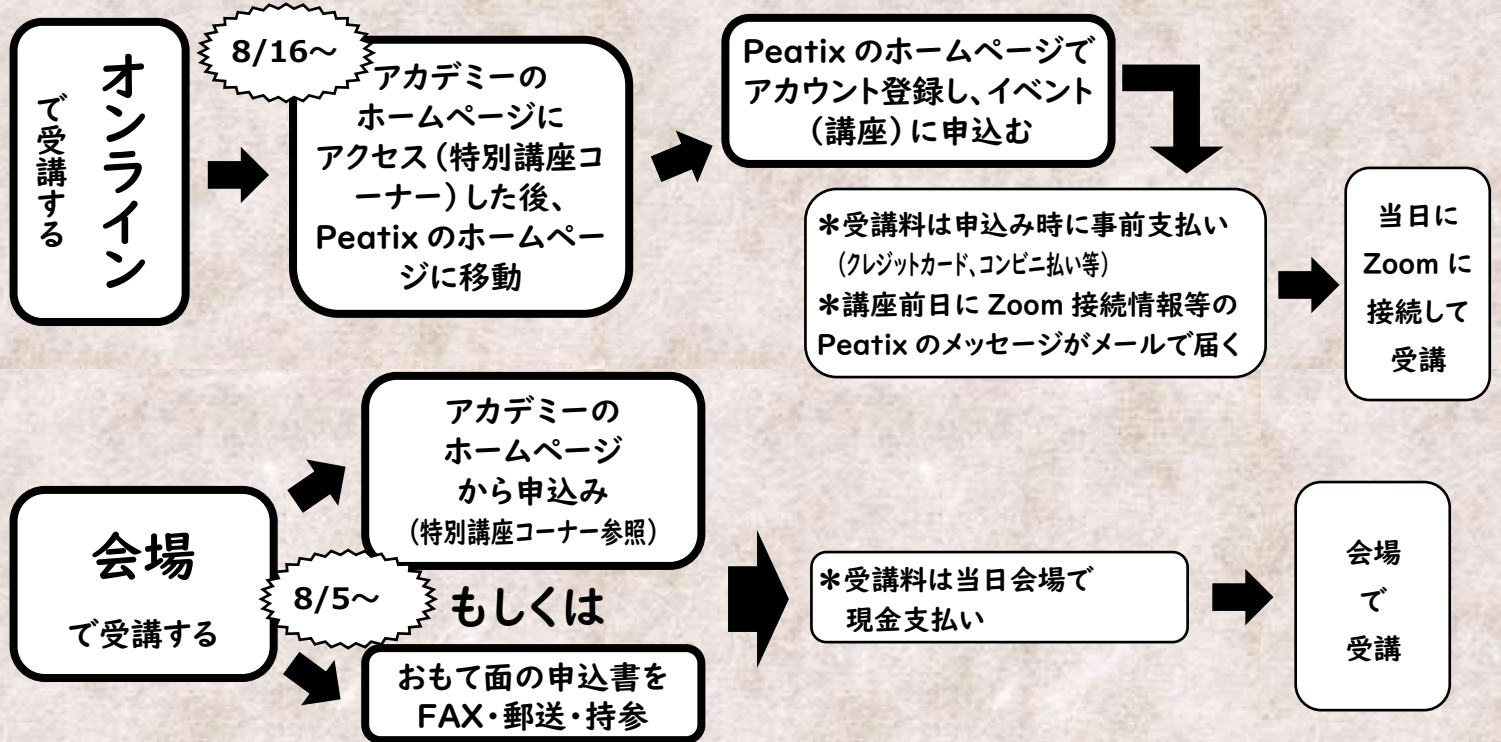 オンライン
で受講する
8/16～
アカデミーの
ホームページに
アクセス（特別講座コ
ーナー）した後、
Peatix のホームペー
ジに移動
Peatix のホームページで
アカウント登録し、イベント
（講座）に申込む
＊受講料は申込み時に事前支払い
（クレジットカード、コンビニ払い等）
＊講座前日に Zoom 接続情報等の
Peatix のメッセージがメールで届く
当日に
Zoom に
接続して
受講
会場
で受講する
8/5～
アカデミーの
ホームページ
から申込み
（特別講座コーナー参照）
もしくは
おもて面の申込書を
FAX・郵送・持参
＊受講料は当日会場で
現金支払い
会場
で
受講